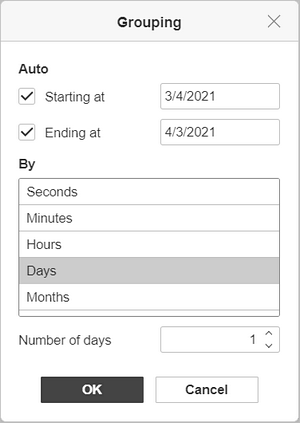 Grouping
Auto
Starting at 3/4/2021
Ending at 4/3/2021
By
Seconds
Minutes
Hours
Days
Months
Number of days 1
OK Cancel